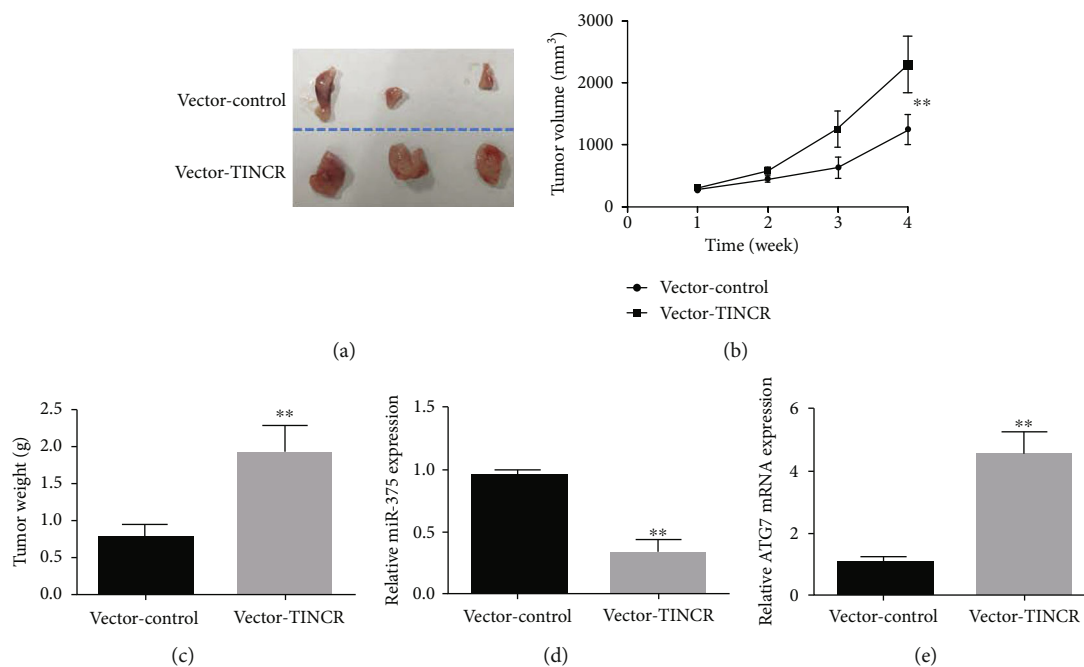 Vector-control
Vector-TINCR
(a)
Tumor volume (mm³)
3000
2000
1000
0
0
1
2
3
4
**
Time (week)
Vector-control
Vector-TINCR
(b)
Tumor weight (g)
2.5
2.0
1.5
1.0
0.5
0.0
**
Vector-control
Vector-TINCR
(c)
Relative miR-375 expression
1.5
1.0
0.5
0.0
**
Vector-control
Vector-TINCR
(d)
Relative ATG7 mRNA expression
6
4
2
0
**
Vector-control
Vector-TINCR
(e)